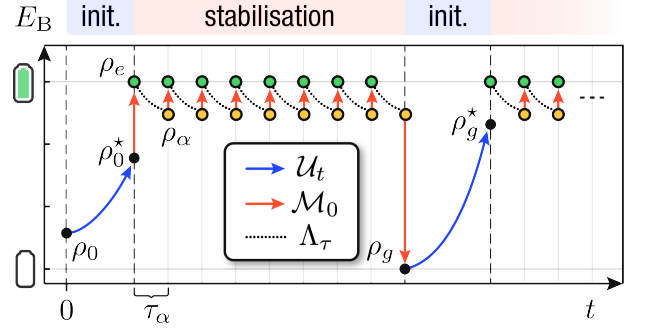 E_B init. stabilisation init.
ρ_e
ρ_α
ρ_0^⋆
ρ_g^⋆
𝒰_t
ℳ_0
Λ_τ
ρ_0
ρ_g
0 τ_α t